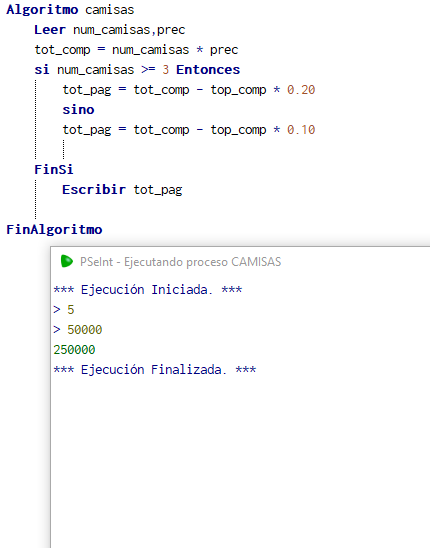 Algoritmo camisas
Leer num_camisas,prec
tot_comp = num_camisas * prec
si num_camisas >= 3 Entonces
tot_pag = tot_comp - top_comp * 0.20
sino
tot_pag = tot_comp - top_comp * 0.10
FinSi
Escribir tot_pag
FinAlgoritmo
PSeInt - Ejecutando proceso CAMISAS
*** Ejecución Iniciada. ***
> 5
> 50000
250000
*** Ejecución Finalizada. ***